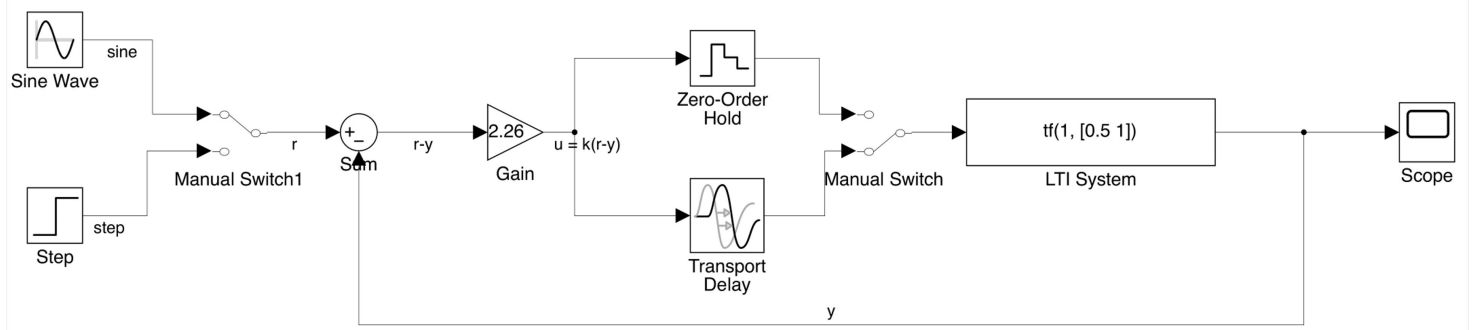 sine
Sine Wave
Zero-Order
Hold
+
−
2.26
tf(1, [0.5 1])
r
r-y
u = k(r-y)
Sum
Gain
Manual Switch1
Manual Switch
LTI System
Scope
step
Step
Transport
Delay
y